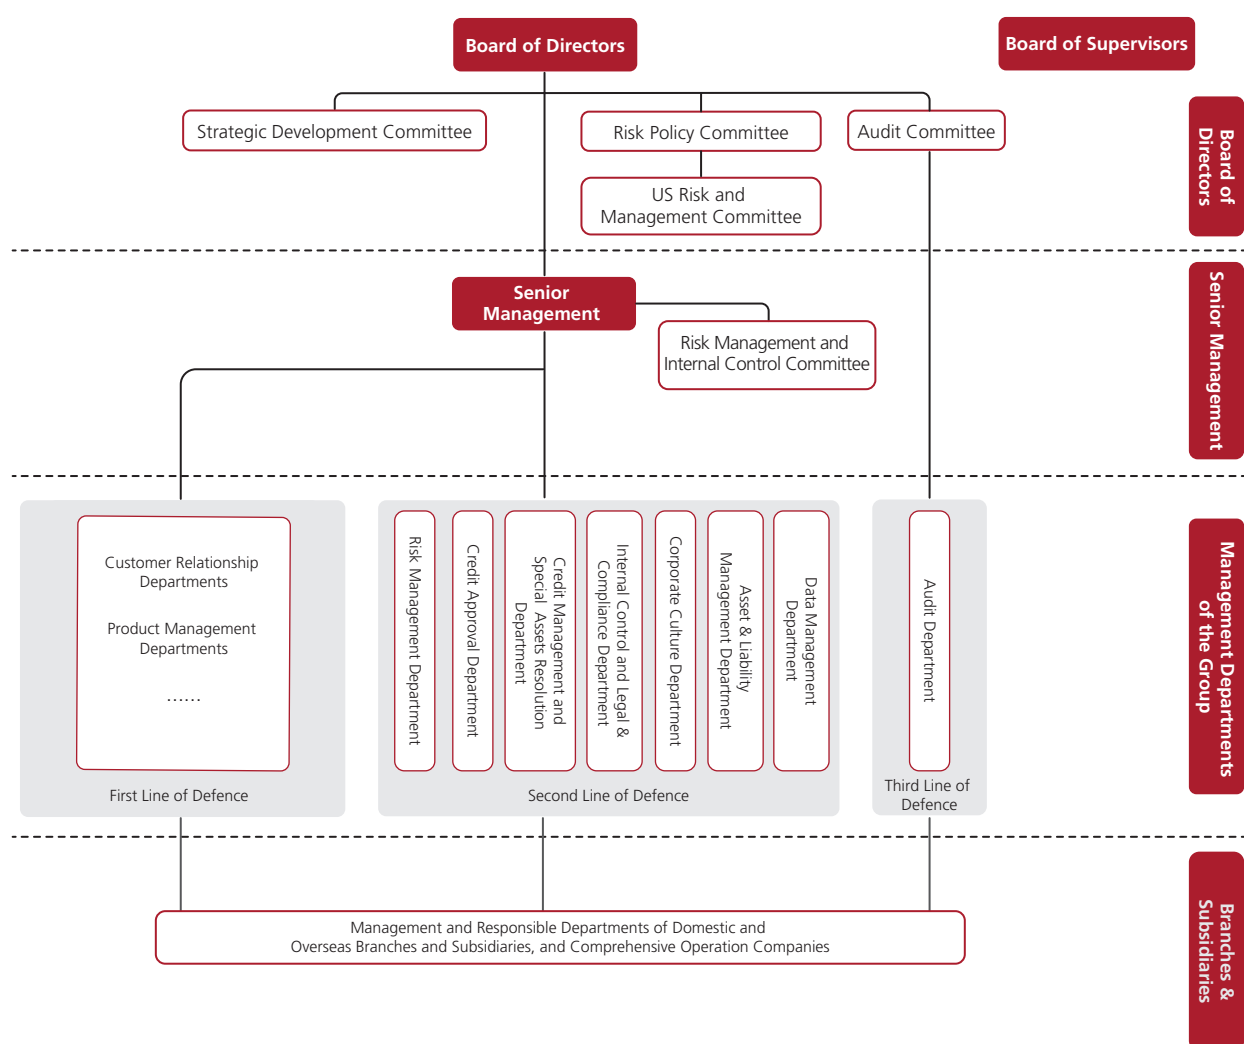 Board of Directors
Board of Supervisors
Strategic Development Committee
Risk Policy Committee
Audit Committee
US Risk and
Management Committee
Board of
Directors
Senior
Management
Risk Management and
Internal Control Committee
Senior Management
Customer Relationship
Departments
Product Management
Departments
......
First Line of Defence
Risk Management Department
Credit Approval Department
Credit Management and
Special Assets Resolution
Department
Internal Control and Legal &
Compliance Department
Corporate Culture Department
Asset & Liability
Management Department
Data Management
Department
Second Line of Defence
Audit Department
Third Line of
Defence
Management Departments
of the Group
Management and Responsible Departments of Domestic and
Overseas Branches and Subsidiaries, and Comprehensive Operation Companies
Branches &
Subsidiaries